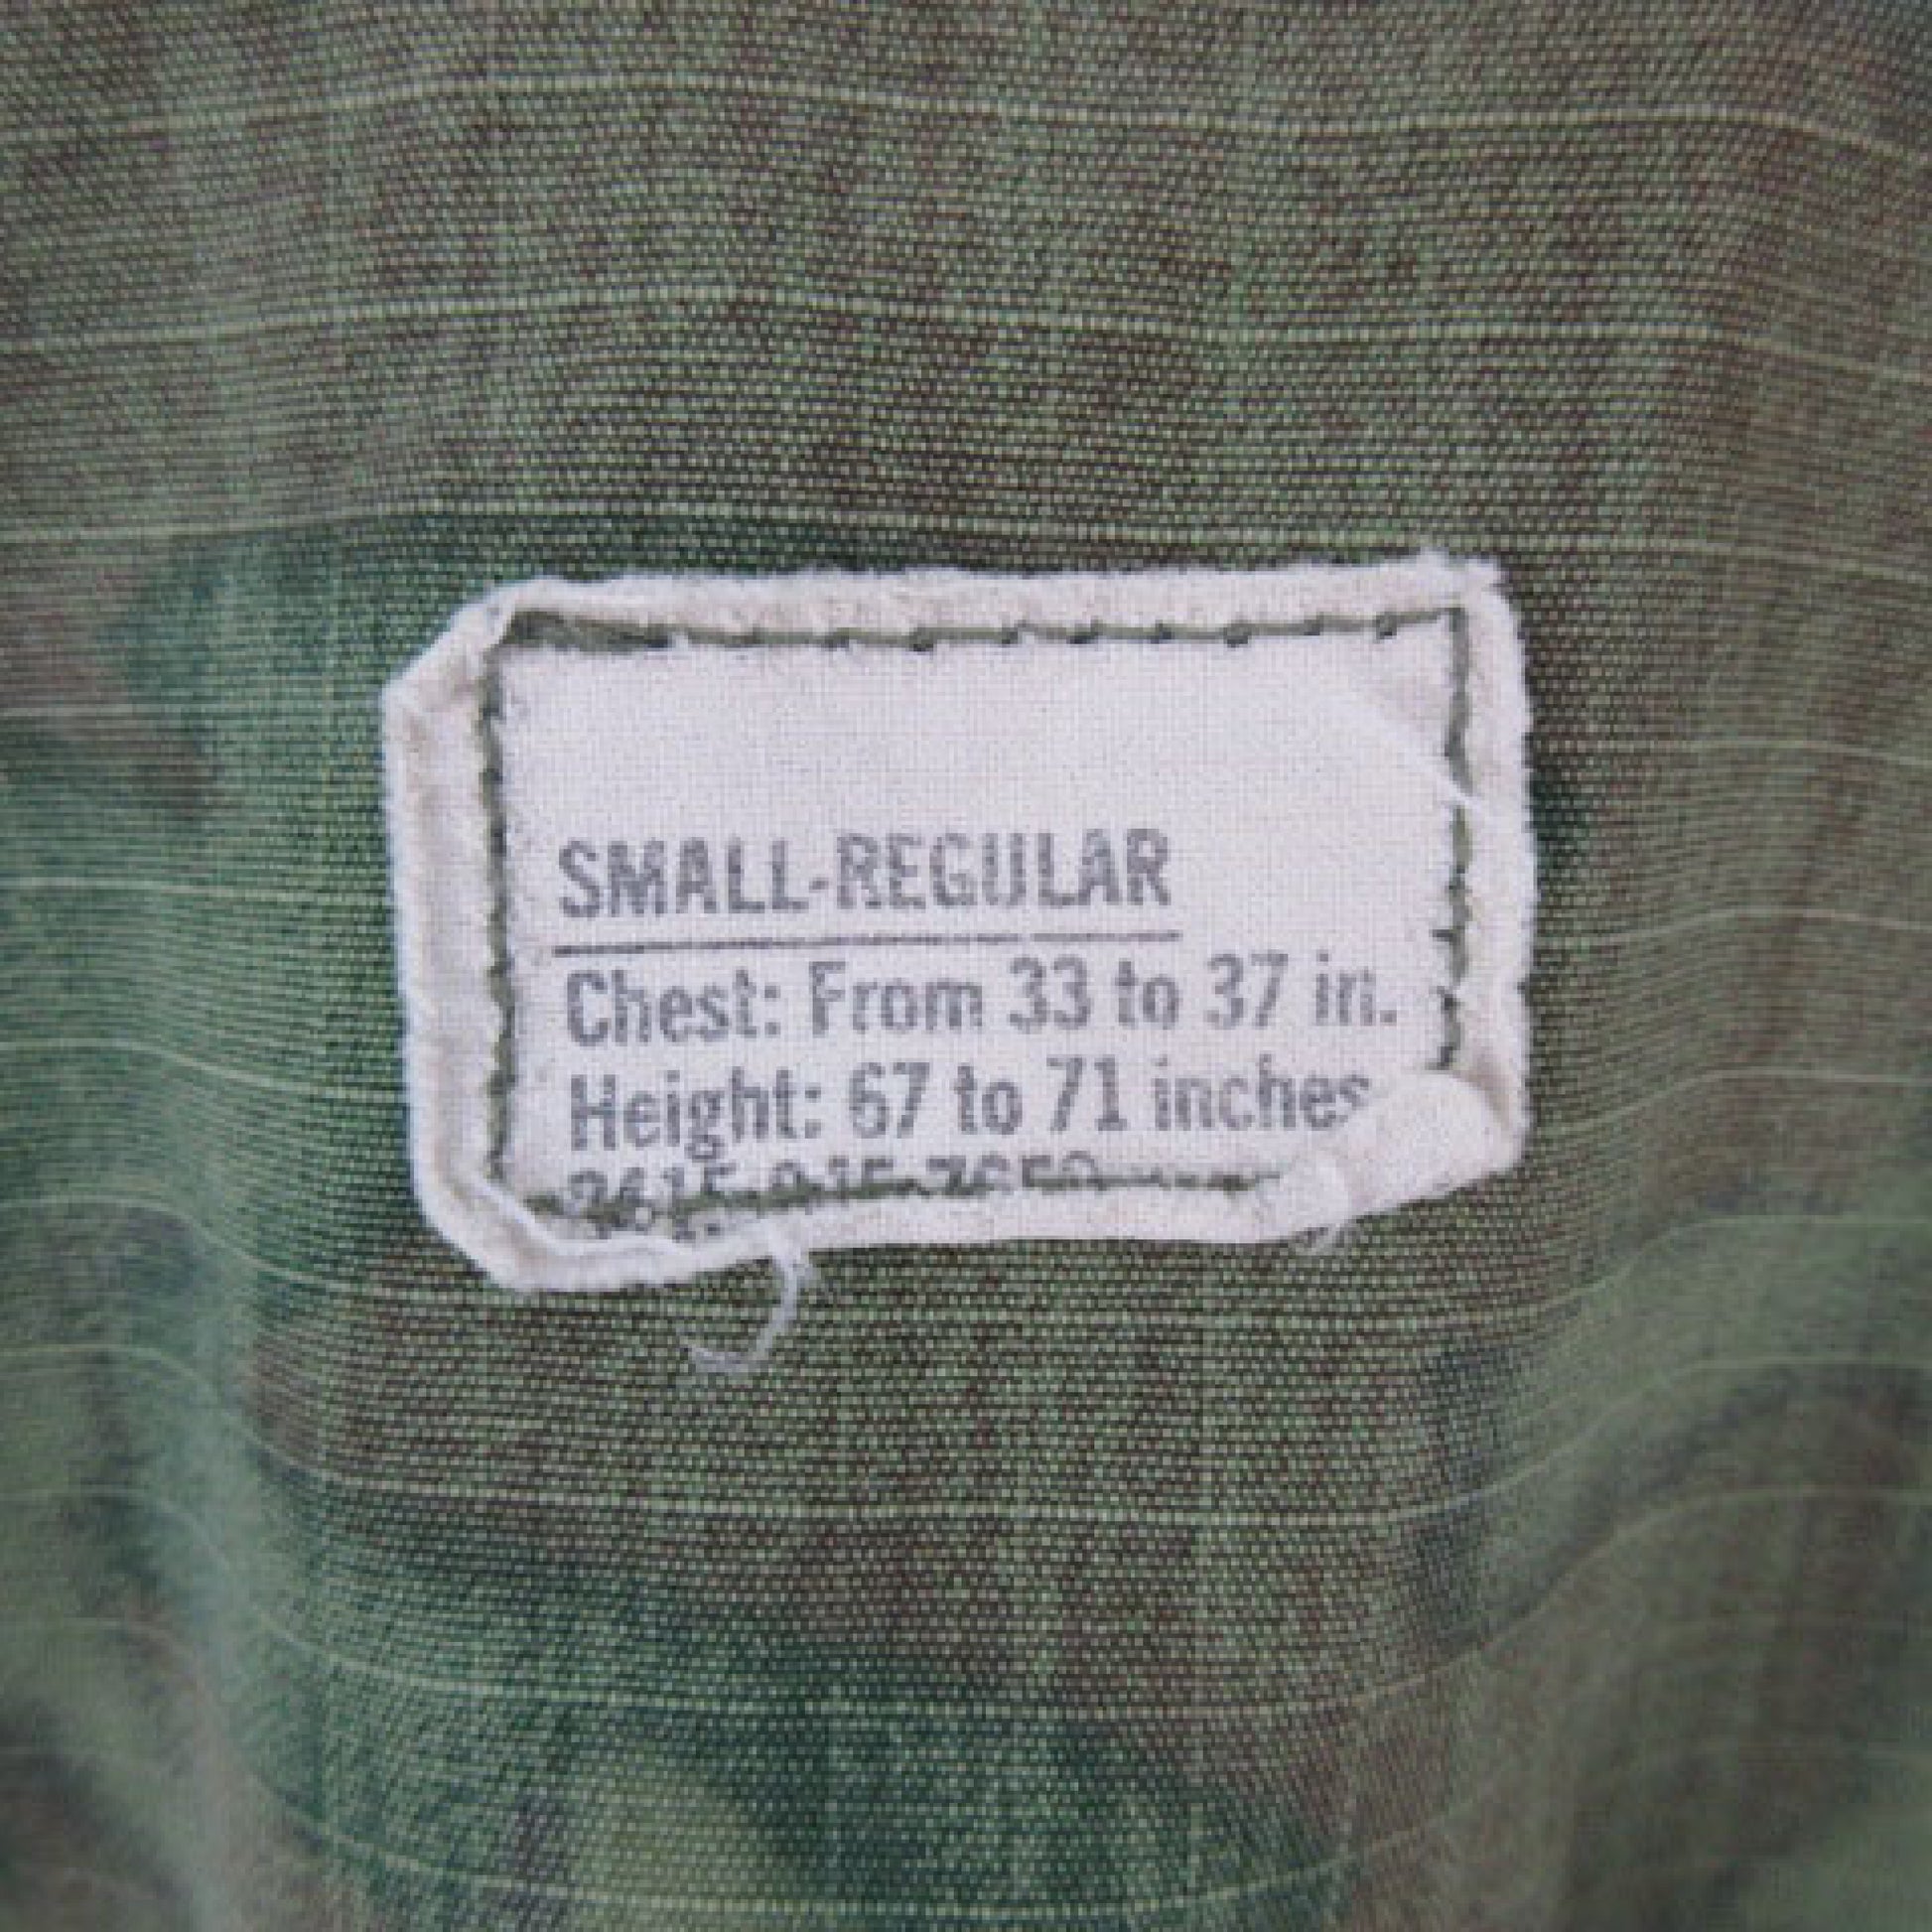 SMALL-REGULAR
Chest: From 33 to 37 in.
Height: 67 to 71 inches